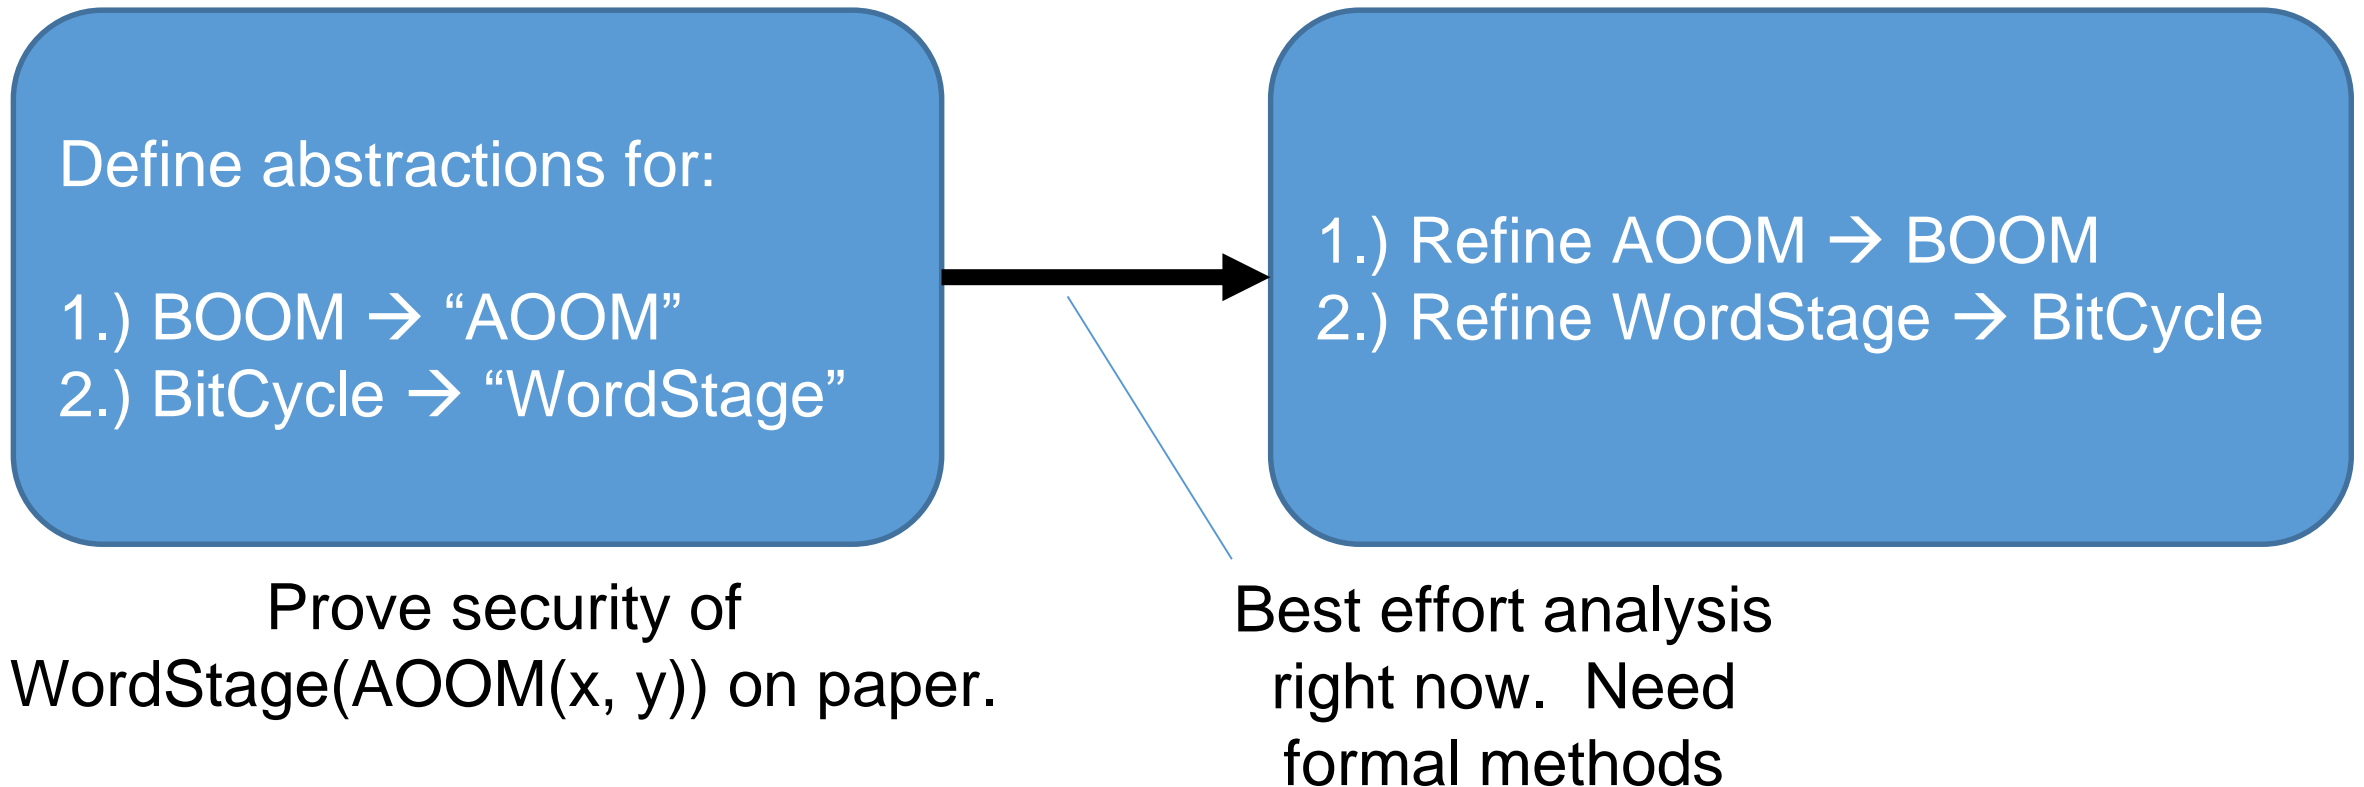 Define abstractions for:
1.) BOOM → “AOOM”
2.) BitCycle → “WordStage”
1.) Refine AOOM → BOOM
2.) Refine WordStage → BitCycle
Prove security of
WordStage(AOOM(x, y)) on paper.
Best effort analysis
right now.  Need
formal methods